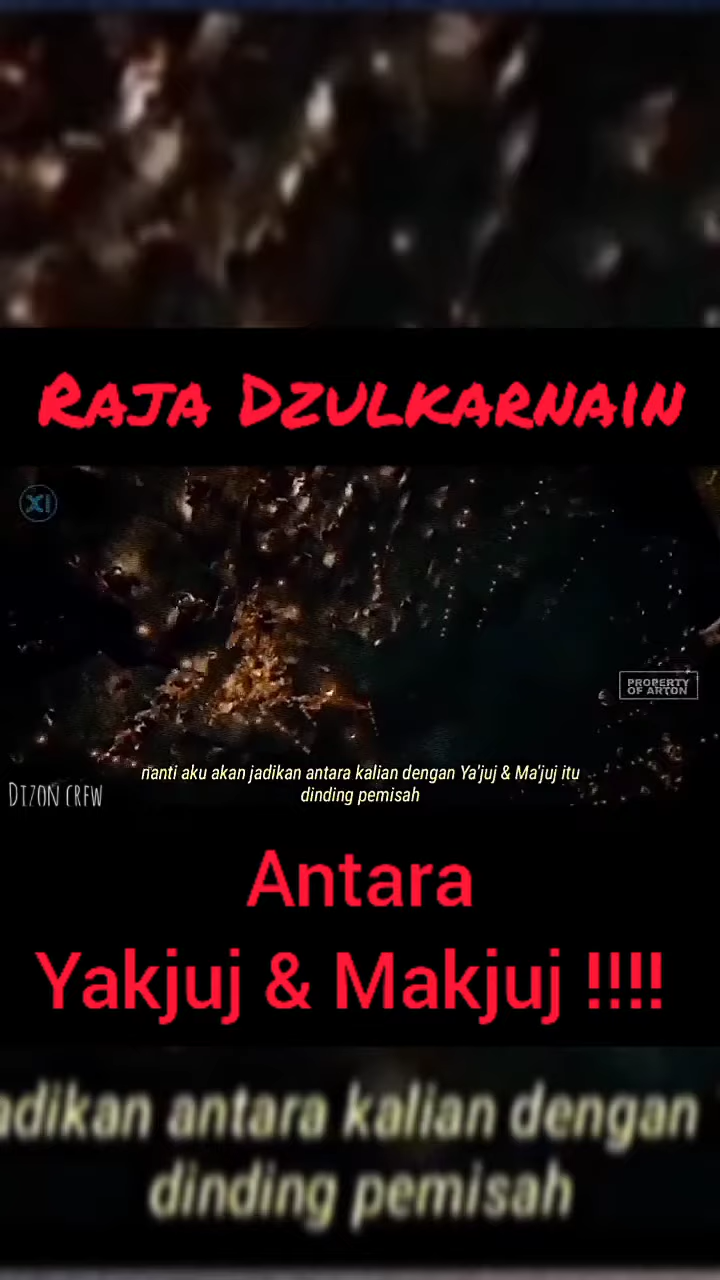 Raja Dzulkarnain
XI
PROPERTY
OF ARTON
nanti aku akan jadikan antara kalian dengan Ya'juj & Ma'juj itu
dinding pemisah
Dizon crew
Antara
Yakjuj & Makjuj !!!!
adikan antara kalian dengan
dinding pemisah